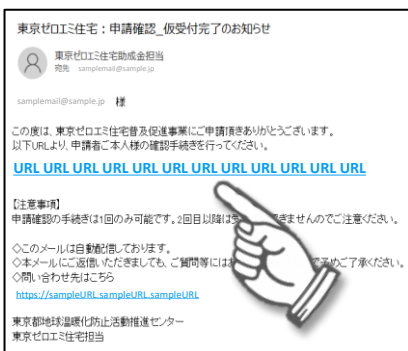 東京ゼロエミ住宅：申請確認_仮受付完了のお知らせ
東京ゼロエミ住宅助成金担当
宛先 samplemail@sample.jp
samplemail@sample.jp 様
この度は、東京ゼロエミ住宅普及促進事業にご申請頂きありがとうございます。
以下URLより、申請者ご本人様の確認手続きを行ってください。
URL URL URL URL URL URL URL URL URL URL URL URL
【注意事項】
申請確認の手続きは1回のみ可能です。2回目以降は ぎませんのでご注意ください。
◇このメールは自動配信しております。
◇本メールにご返信いただきましても、ご質問等には 予めご了承ください。
◇問い合わせ先はこちら
https://sampleURL.sampleURL.sampleURL
東京都地球温暖化防止活動推進センター
東京ゼロエミ住宅担当